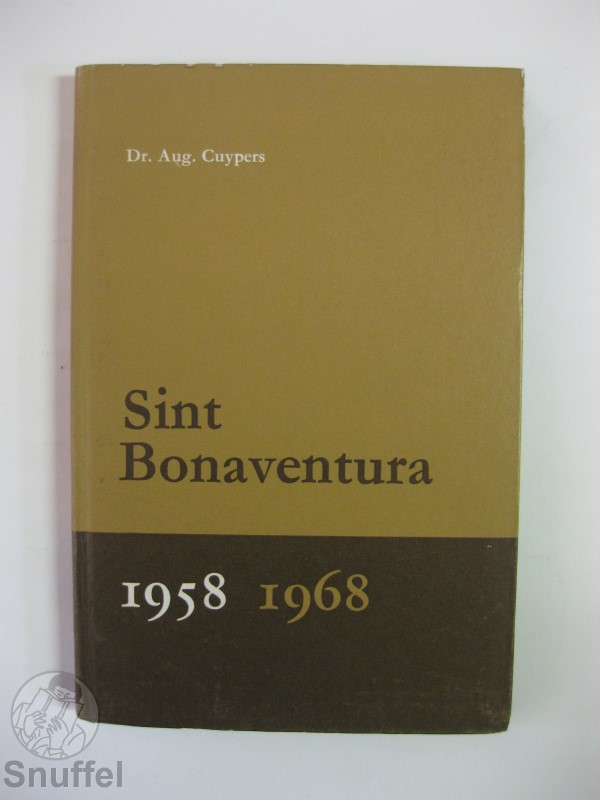 Dr. Aug. Cuypers
Sint
Bonaventura
1958 1968
Snuffel